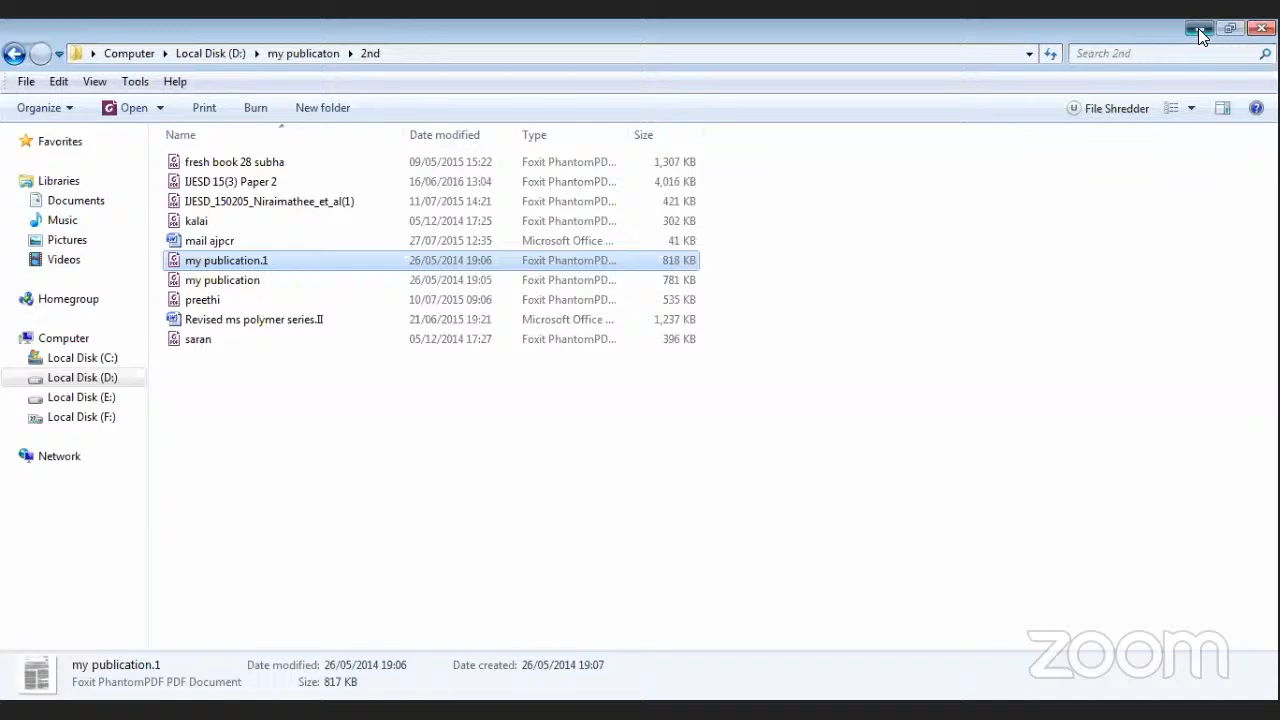 Computer Local Disk (D:) my publicaton 2nd Search 2nd
File Edit View Tools Help
Organize Open Print Burn New folder File Shredder
Favorites
Libraries
Documents
Music
Pictures
Videos
Homegroup
Computer
Local Disk (C:)
Local Disk (D:)
Local Disk (E:)
Local Disk (F:)
Network
Name Date modified Type Size
fresh book 28 subha 09/05/2015 15:22 Foxit PhantomPD... 1,307 KB
IJESD 15(3) Paper 2 16/06/2016 13:04 Foxit PhantomPD... 4,016 KB
IJESD_150205_Niraimathee_et_al(1) 11/07/2015 14:21 Foxit PhantomPD... 421 KB
kalai 05/12/2014 17:25 Foxit PhantomPD... 302 KB
mail ajpcr 27/07/2015 12:35 Microsoft Office ... 41 KB
my publication.1 26/05/2014 19:06 Foxit PhantomPD... 818 KB
my publication 26/05/2014 19:05 Foxit PhantomPD... 781 KB
preethi 10/07/2015 09:06 Foxit PhantomPD... 535 KB
Revised ms polymer series.II 21/06/2015 19:21 Microsoft Office ... 1,237 KB
saran 05/12/2014 17:27 Foxit PhantomPD... 396 KB
my publication.1 Date modified: 26/05/2014 19:06 Date created: 26/05/2014 19:07
Foxit PhantomPDF PDF Document Size: 817 KB
zoom